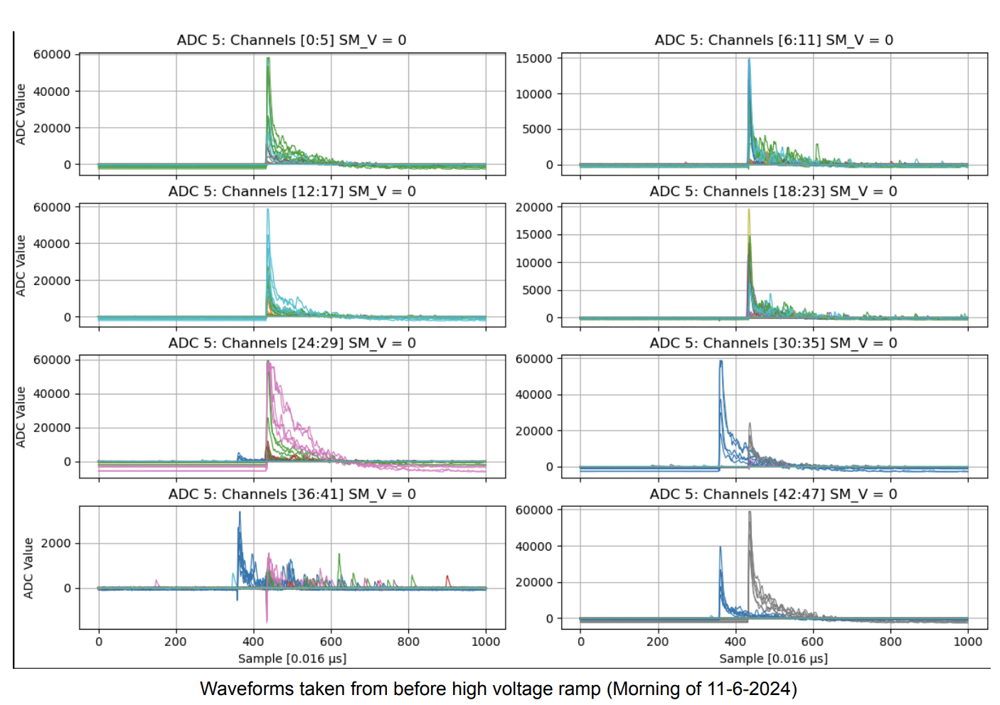 ADC 5: Channels [0:5] SM_V = 0
60000
40000
20000
0
ADC Value
ADC 5: Channels [6:11] SM_V = 0
15000
10000
5000
0
ADC 5: Channels [12:17] SM_V = 0
60000
40000
20000
0
ADC Value
ADC 5: Channels [18:23] SM_V = 0
20000
15000
10000
5000
0
ADC 5: Channels [24:29] SM_V = 0
60000
40000
20000
0
ADC Value
ADC 5: Channels [30:35] SM_V = 0
60000
40000
20000
0
ADC 5: Channels [36:41] SM_V = 0
2000
0
ADC Value
0 200 400 600 800 1000
Sample [0.016 μs]
ADC 5: Channels [42:47] SM_V = 0
60000
40000
20000
0
0 200 400 600 800 1000
Sample [0.016 μs]
Waveforms taken from before high voltage ramp (Morning of 11-6-2024)